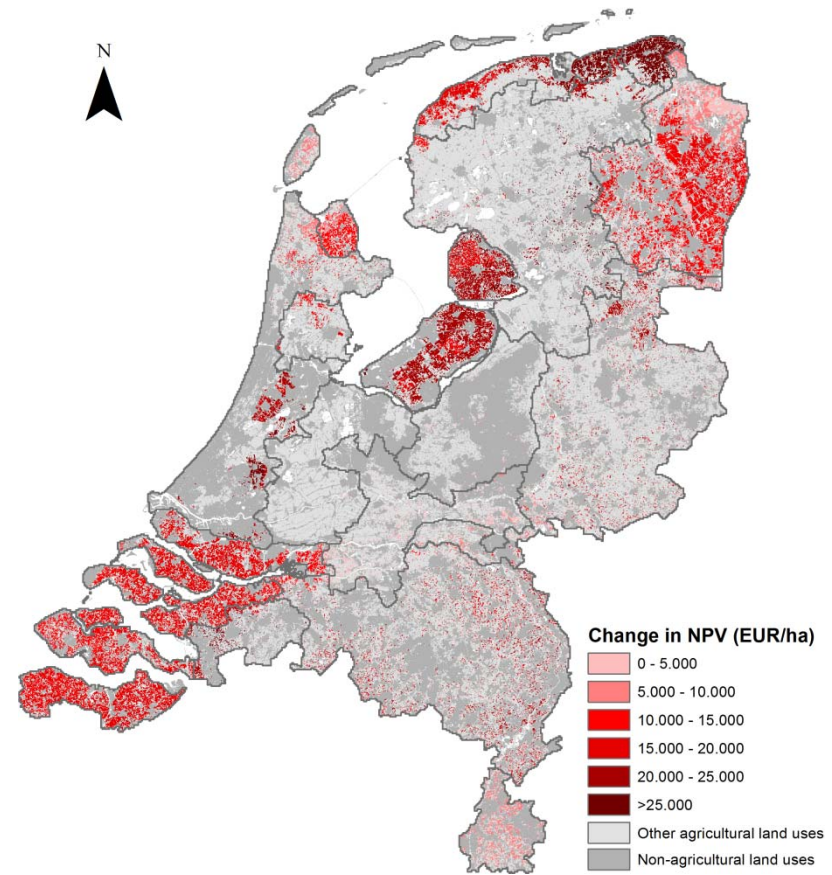 N
Change in NPV (EUR/ha)
0 - 5.000
5.000 - 10.000
10.000 - 15.000
15.000 - 20.000
20.000 - 25.000
>25.000
Other agricultural land uses
Non-agricultural land uses